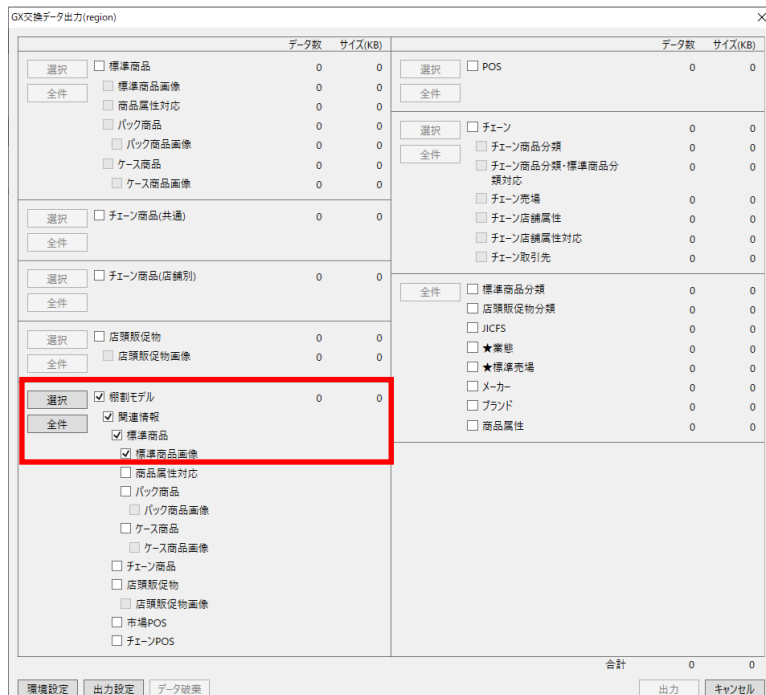 GX交換データ出力(region)
データ数 サイズ(KB)
選択 標準商品 0 0
全件 標準商品画像 0 0
商品属性対応 0 0
パック商品 0 0
パック商品画像 0 0
ケース商品 0 0
ケース商品画像 0 0
選択 チェーン商品(共通) 0 0
全件
選択 チェーン商品(店舗別) 0 0
全件
選択 店頭販促物 0 0
全件 店頭販促物画像 0 0
選択 棚割モデル 0 0
全件 関連情報
標準商品
標準商品画像
商品属性対応
パック商品
パック商品画像
ケース商品
ケース商品画像
チェーン商品
店頭販促物
店頭販促物画像
市場POS
チェーンPOS
データ数 サイズ(KB)
選択 POS 0 0
全件
選択 チェーン 0 0
全件 チェーン商品分類 0 0
チェーン商品分類・標準商品分 0 0
類対応
チェーン売場 0 0
チェーン店舗属性 0 0
チェーン店舗属性対応 0 0
チェーン取引先 0 0
全件 標準商品分類 0 0
店頭販促物分類 0 0
JICFS 0 0
★業態 0 0
★標準売場 0 0
メーカー 0 0
ブランド 0 0
商品属性 0 0
合計 0 0
環境設定 出力設定 データ破棄 出力 キャンセル